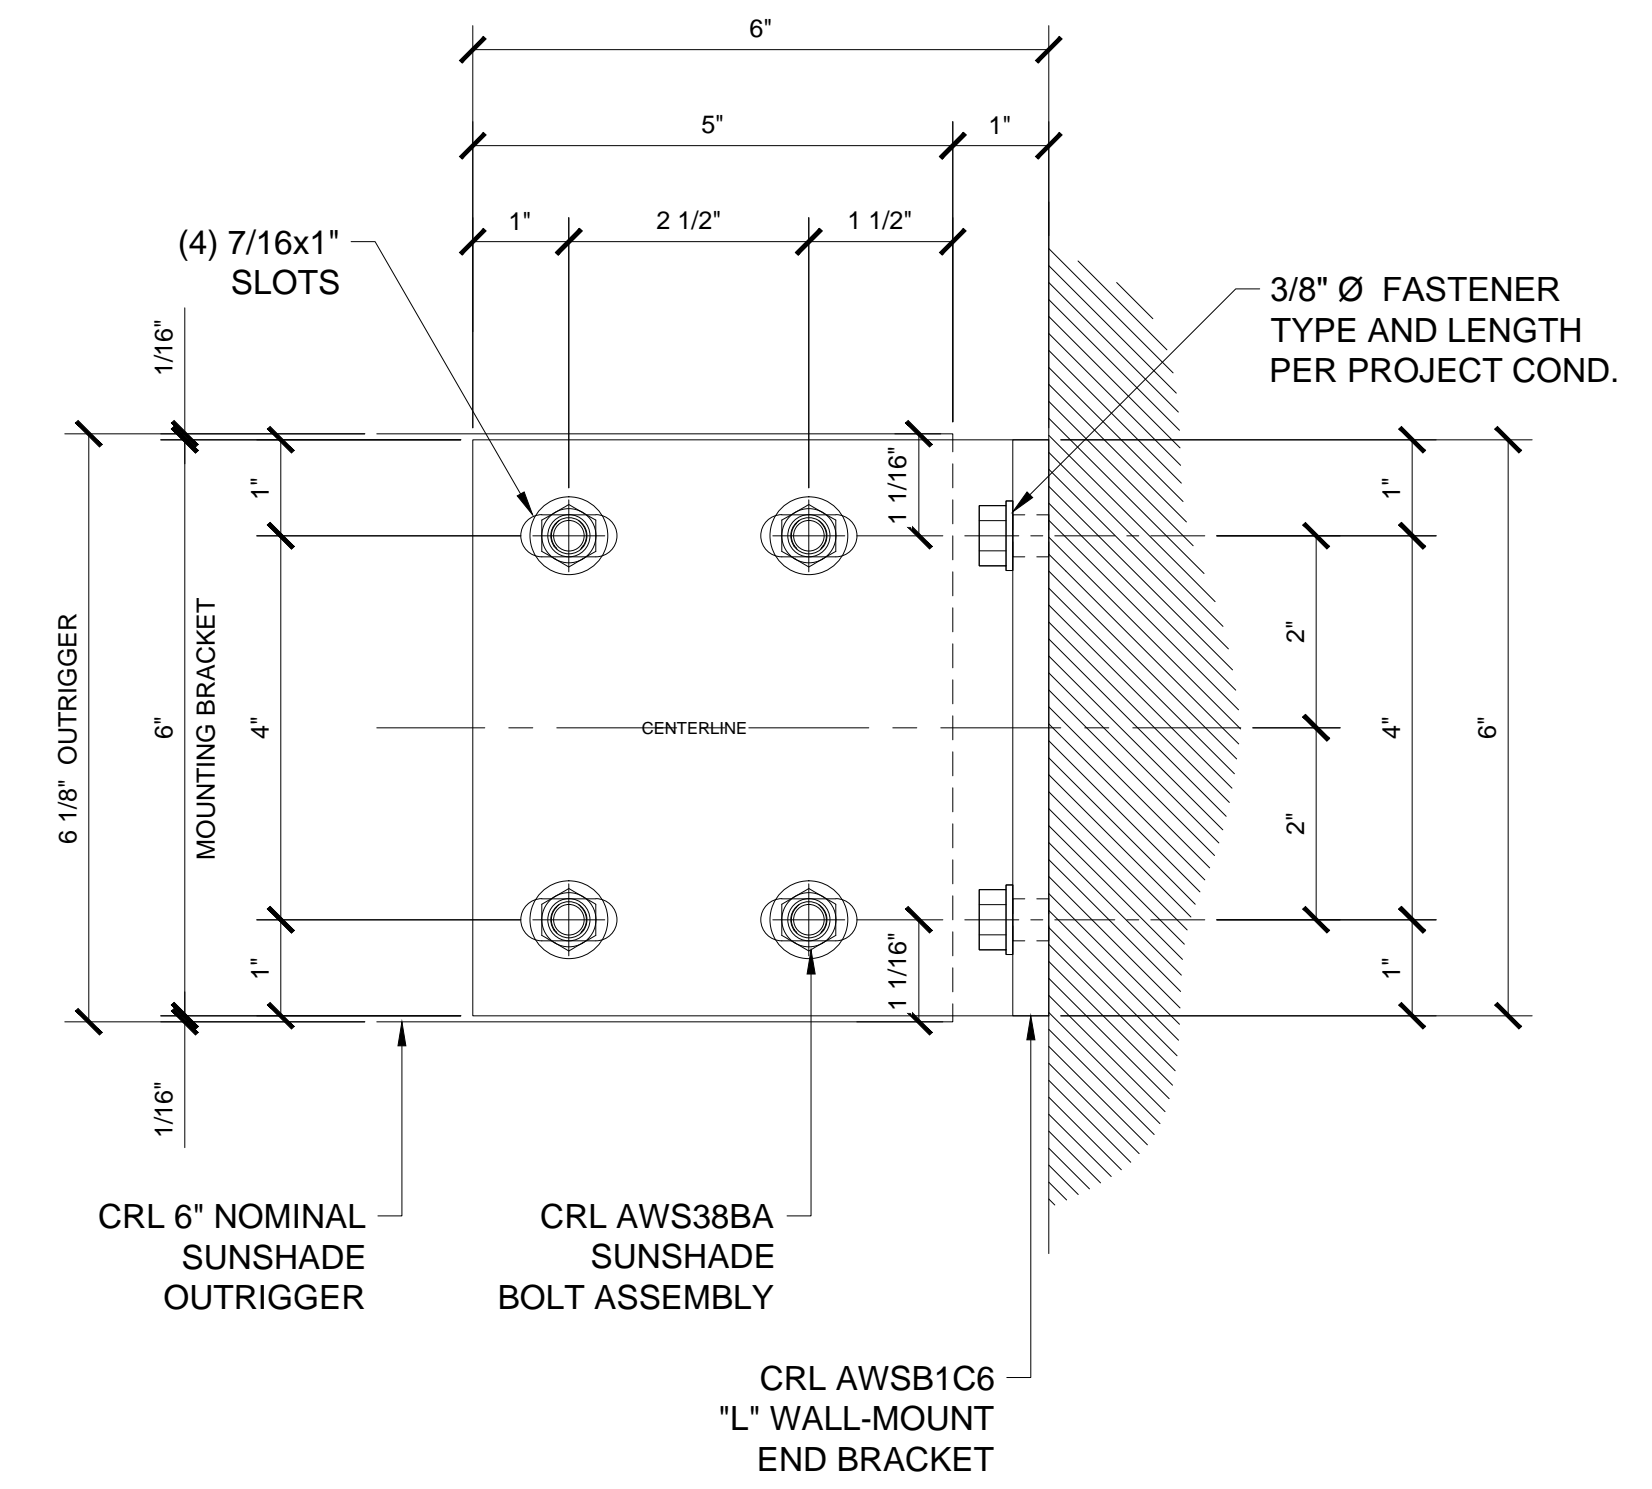 6"
5"
1"
1"
2 1/2"
1 1/2"
(4) 7/16x1"
SLOTS
3/8" Ø FASTENER
TYPE AND LENGTH
PER PROJECT COND.
1/16"
1"
1 1/16"
1"
6 1/8" OUTRIGGER
6"
MOUNTING BRACKET
4"
CENTERLINE
2"
2"
4"
6"
1"
1 1/16"
1"
1/16"
CRL 6" NOMINAL
SUNSHADE
OUTRIGGER
CRL AWS38BA
SUNSHADE
BOLT ASSEMBLY
CRL AWSB1C6
"L" WALL-MOUNT
END BRACKET